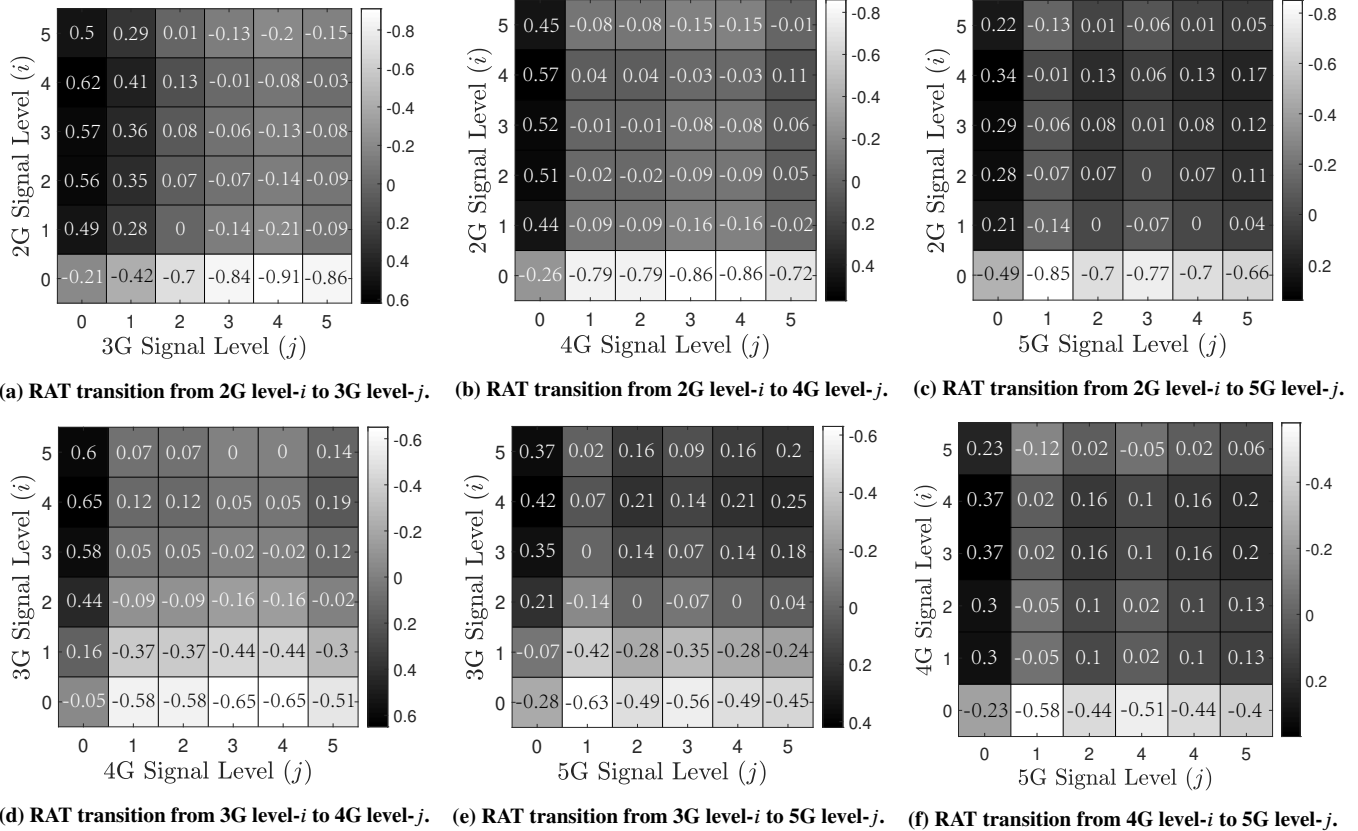 2G Signal Level (i)
5 0.5 0.29 0.01 -0.13 -0.2 -0.15
4 0.62 0.41 0.13 -0.01 -0.08 -0.03
3 0.57 0.36 0.08 -0.06 -0.13 -0.08
2 0.56 0.35 0.07 -0.07 -0.14 -0.09
1 0.49 0.28 0 -0.14 -0.21 -0.09
0 -0.21 -0.42 -0.7 -0.84 -0.91 -0.86
0 1 2 3 4 5
3G Signal Level (j)
-0.8
-0.6
-0.4
-0.2
0
0.2
0.4
0.6
(a) RAT transition from 2G level-i to 3G level-j.
2G Signal Level (i)
5 0.45 -0.08 -0.08 -0.15 -0.15 -0.01
4 0.57 0.04 0.04 -0.03 -0.03 0.11
3 0.52 -0.01 -0.01 -0.08 -0.08 0.06
2 0.51 -0.02 -0.02 -0.09 -0.09 0.05
1 0.44 -0.09 -0.09 -0.16 -0.16 -0.02
0 -0.26 -0.79 -0.79 -0.86 -0.86 -0.72
0 1 2 3 4 5
4G Signal Level (j)
-0.8
-0.6
-0.4
-0.2
0
0.2
0.4
(b) RAT transition from 2G level-i to 4G level-j.
2G Signal Level (i)
5 0.22 -0.13 0.01 -0.06 0.01 0.05
4 0.34 -0.01 0.13 0.06 0.13 0.17
3 0.29 -0.06 0.08 0.01 0.08 0.12
2 0.28 -0.07 0.07 0 0.07 0.11
1 0.21 -0.14 0 -0.07 0 0.04
0 -0.49 -0.85 -0.7 -0.77 -0.7 -0.66
0 1 2 3 4 5
5G Signal Level (j)
-0.8
-0.6
-0.4
-0.2
0
0.2
(c) RAT transition from 2G level-i to 5G level-j.
3G Signal Level (i)
5 0.6 0.07 0.07 0 0 0.14
4 0.65 0.12 0.12 0.05 0.05 0.19
3 0.58 0.05 0.05 -0.02 -0.02 0.12
2 0.44 -0.09 -0.09 -0.16 -0.16 -0.02
1 0.16 -0.37 -0.37 -0.44 -0.44 -0.3
0 -0.05 -0.58 -0.58 -0.65 -0.65 -0.51
0 1 2 3 4 5
4G Signal Level (j)
-0.6
-0.4
-0.2
0
0.2
0.4
0.6
(d) RAT transition from 3G level-i to 4G level-j.
3G Signal Level (i)
5 0.37 0.02 0.16 0.09 0.16 0.2
4 0.42 0.07 0.21 0.14 0.21 0.25
3 0.35 0 0.14 0.07 0.14 0.18
2 0.21 -0.14 0 -0.07 0 0.04
1 -0.07 -0.42 -0.28 -0.35 -0.28 -0.24
0 -0.28 -0.63 -0.49 -0.56 -0.49 -0.45
0 1 2 3 4 5
5G Signal Level (j)
-0.6
-0.4
-0.2
0
0.2
0.4
(e) RAT transition from 3G level-i to 5G level-j.
4G Signal Level (i)
5 0.23 -0.12 0.02 -0.05 0.02 0.06
4 0.37 0.02 0.16 0.1 0.16 0.2
3 0.37 0.02 0.16 0.1 0.16 0.2
2 0.3 -0.05 0.1 0.02 0.1 0.13
1 0.3 -0.05 0.1 0.02 0.1 0.13
0 -0.23 -0.58 -0.44 -0.51 -0.44 -0.4
0 1 2 4 4 5
5G Signal Level (j)
-0.4
-0.2
0
0.2
(f) RAT transition from 4G level-i to 5G level-j.